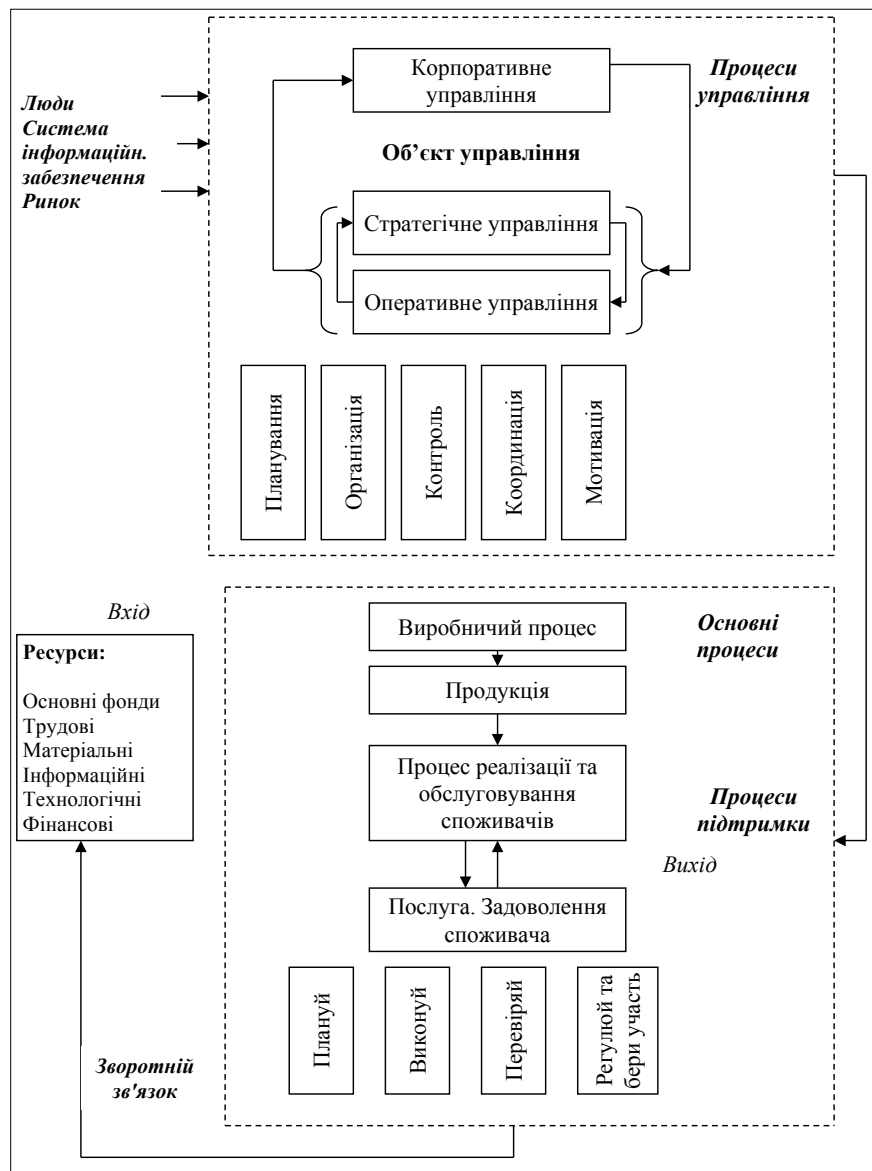 Корпоративне
управління
Процеси
управління
Люди
Система
інформаційн.
забезпечення
Ринок
Об’єкт управління
Стратегічне управління
Оперативне управління
Планування
Організація
Контроль
Координація
Мотивація
Вхід
Ресурси:
Основні фонди
Трудові
Матеріальні
Інформаційні
Технологічні
Фінансові
Виробничий процес
Основні
процеси
Продукція
Процес реалізації та
обслуговування
споживачів
Процеси
підтримки
Вихід
Послуга. Задоволення
споживача
Плануй
Виконуй
Перевіряй
Регулюй та
бери участь
Зворотній
зв'язок